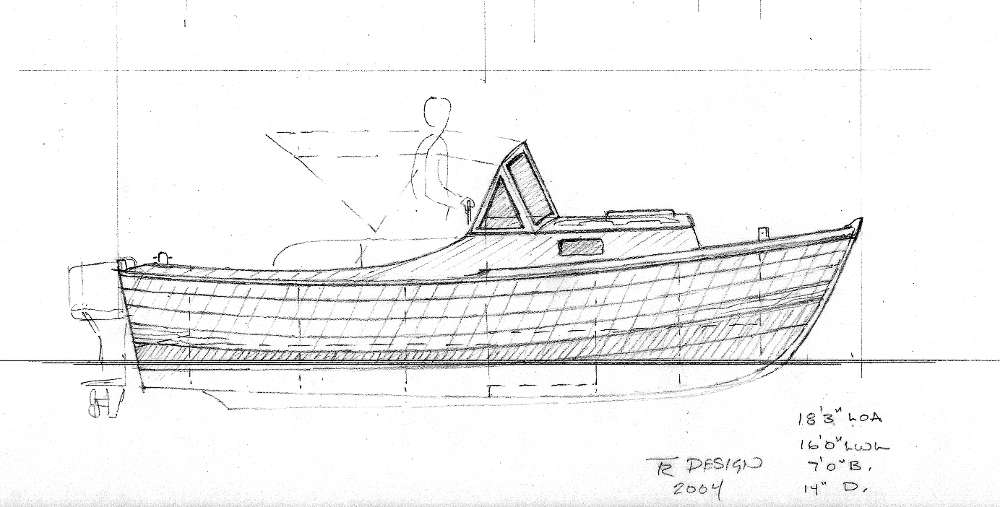 18'3" LOA
16'0" LWL
7'0" B.
14" D.
TR DESIGN
2004